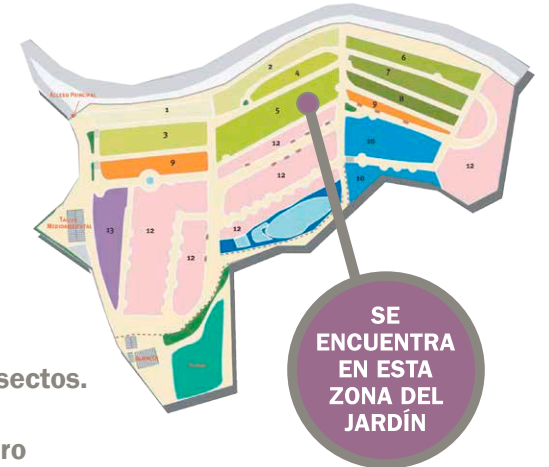 6
2
7
4
ACCESO PRINCIPAL
8
1
5
9
3
12
10
9
12
12
10
13
12
12
TALLER
MEDIOAMBIENTAL
12
SE
ENCUENTRA
EN ESTA
ZONA DEL
JARDÍN
sectos.
ro